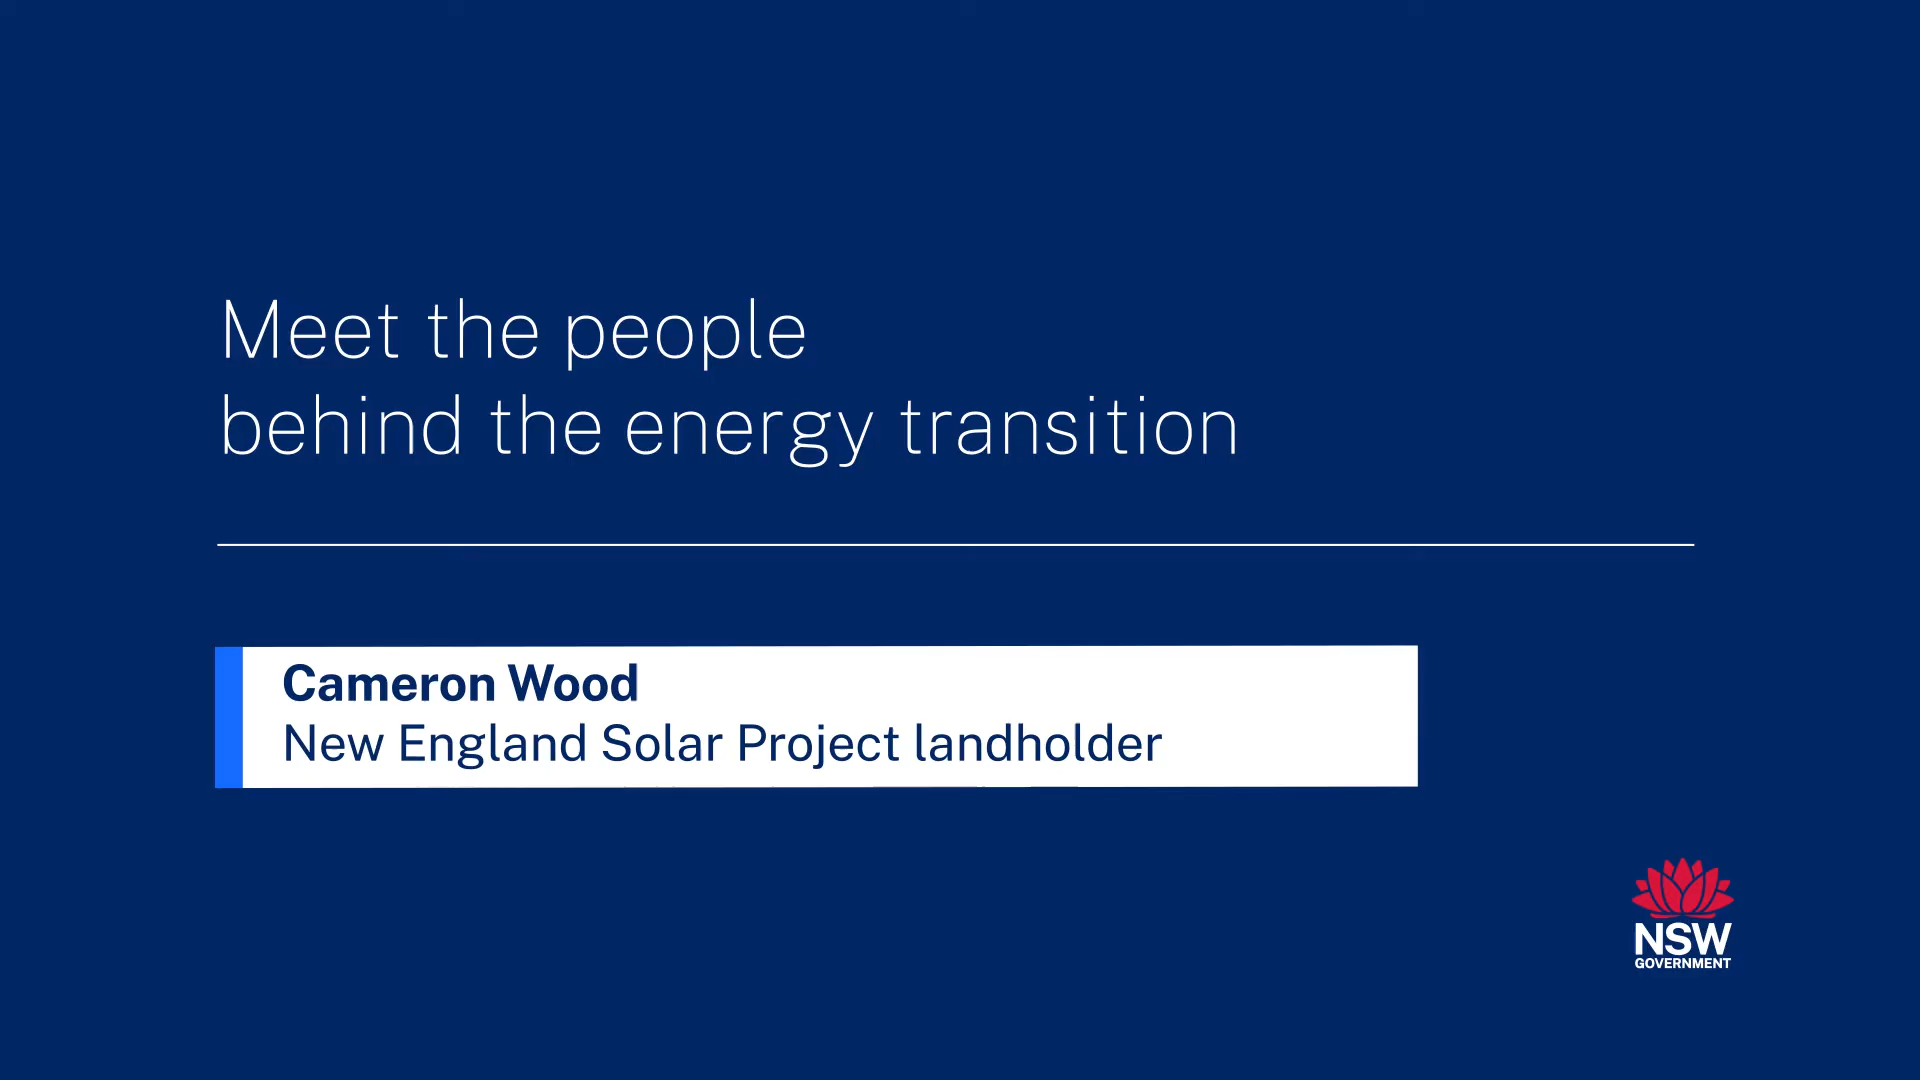 Meet the people
behind the energy transition
Cameron Wood
New England Solar Project landholder
NSW
GOVERNMENT